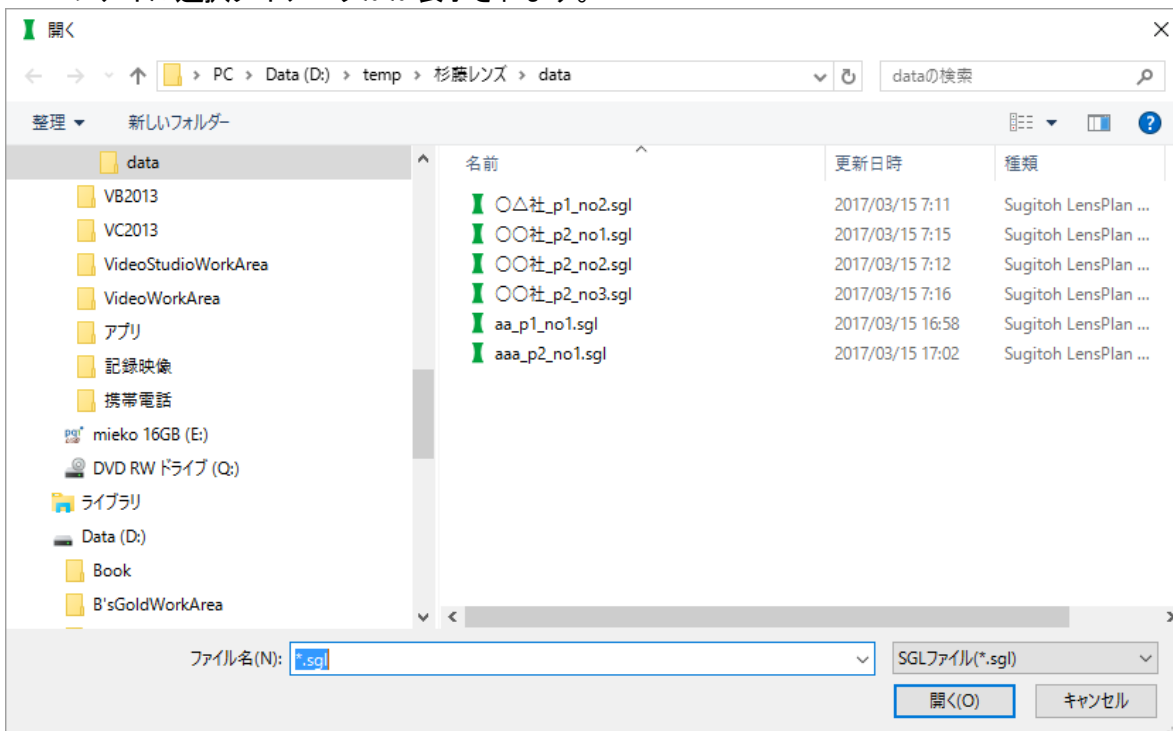 開く
PC > Data (D:) > temp > 杉藤レンズ > data
dataの検索
整理 新しいフォルダー
data
VB2013
VC2013
VideoStudioWorkArea
VideoWorkArea
アプリ
記録映像
携帯電話
mieko 16GB (E:)
DVD RW ドライブ (Q:)
ライブラリ
Data (D:)
Book
B'sGoldWorkArea
名前 更新日時 種類
〇△社_p1_no2.sgl 2017/03/15 7:11 Sugitoh LensPlan ...
〇〇社_p2_no1.sgl 2017/03/15 7:15 Sugitoh LensPlan ...
〇〇社_p2_no2.sgl 2017/03/15 7:12 Sugitoh LensPlan ...
〇〇社_p2_no3.sgl 2017/03/15 7:16 Sugitoh LensPlan ...
aa_p1_no1.sgl 2017/03/15 16:58 Sugitoh LensPlan ...
aaa_p2_no1.sgl 2017/03/15 17:02 Sugitoh LensPlan ...
ファイル名(N): *.sgl SGLファイル(*.sgl)
開く(O) キャンセル